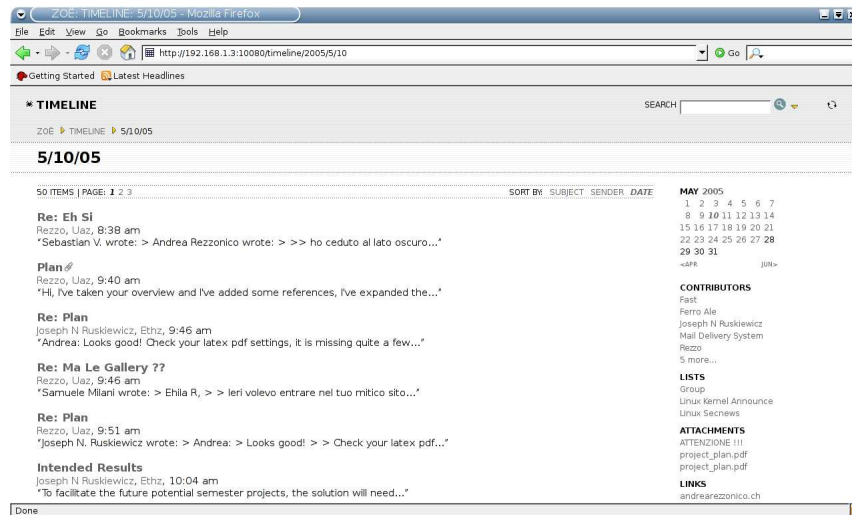 ZOË: TIMELINE: 5/10/05 - Mozilla Firefox
File Edit View Go Bookmarks Tools Help
http://192.168.1.3:10080/timeline/2005/5/10
Go
Getting Started Latest Headlines
TIMELINE
SEARCH
ZOË TIMELINE 5/10/05
5/10/05
50 ITEMS | PAGE: 1 2 3
SORT BY: SUBJECT SENDER DATE
Re: Eh Si
Rezzo, Uaz, 8:38 am
"Sebastian V. wrote: > Andrea Rezzonico wrote: > >> ho ceduto al lato oscuro..."
Plan
Rezzo, Uaz, 9:40 am
"Hi, I've taken your overview and I've added some references, I've expanded the..."
Re: Plan
Joseph N Ruskiewicz, Ethz, 9:46 am
"Andrea: Looks good! Check your latex pdf settings, it is missing quite a few..."
Re: Ma Le Gallery ??
Rezzo, Uaz, 9:46 am
"Samuele Milani wrote: > Ehila R, > > Ieri volevo entrare nel tuo mitico sito..."
Re: Plan
Rezzo, Uaz, 9:51 am
"Joseph N. Ruskiewicz wrote: > Andrea: > Looks good! > > Check your latex pdf..."
Intended Results
Joseph N Ruskiewicz, Ethz, 10:04 am
"To facilitate the future potential semester projects, the solution will need..."
MAY 2005
1 2 3 4 5 6 7
8 9 10 11 12 13 14
15 16 17 18 19 20 21
22 23 24 25 26 27 28
29 30 31
<APR JUN>
CONTRIBUTORS
Fast
Ferro Ale
Joseph N Ruskiewicz
Mail Delivery System
Rezzo
5 more...
LISTS
Group
Linux Kernel Announce
Linux Secnews
ATTACHMENTS
ATTENZIONE !!!
project_plan.pdf
project_plan.pdf
LINKS
andrearezzonico.ch
Done